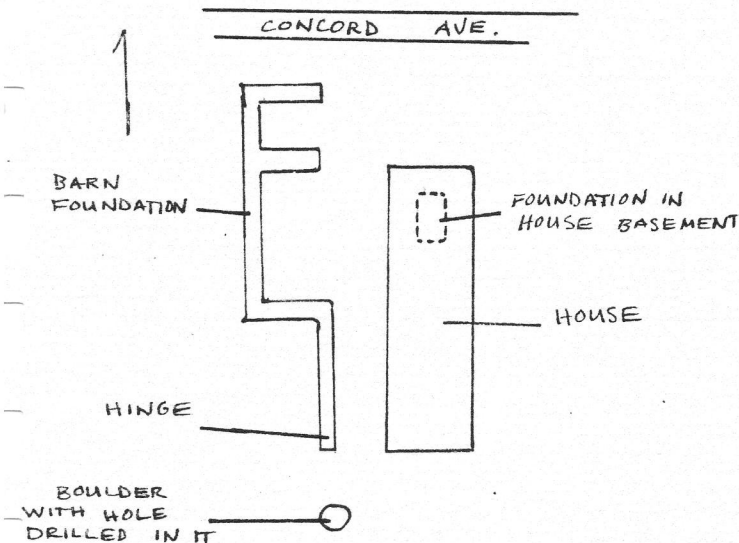 CONCORD AVE.
BARN
FOUNDATION
FOUNDATION IN
HOUSE BASEMENT
HOUSE
HINGE
BOULDER
WITH HOLE
DRILLED IN IT